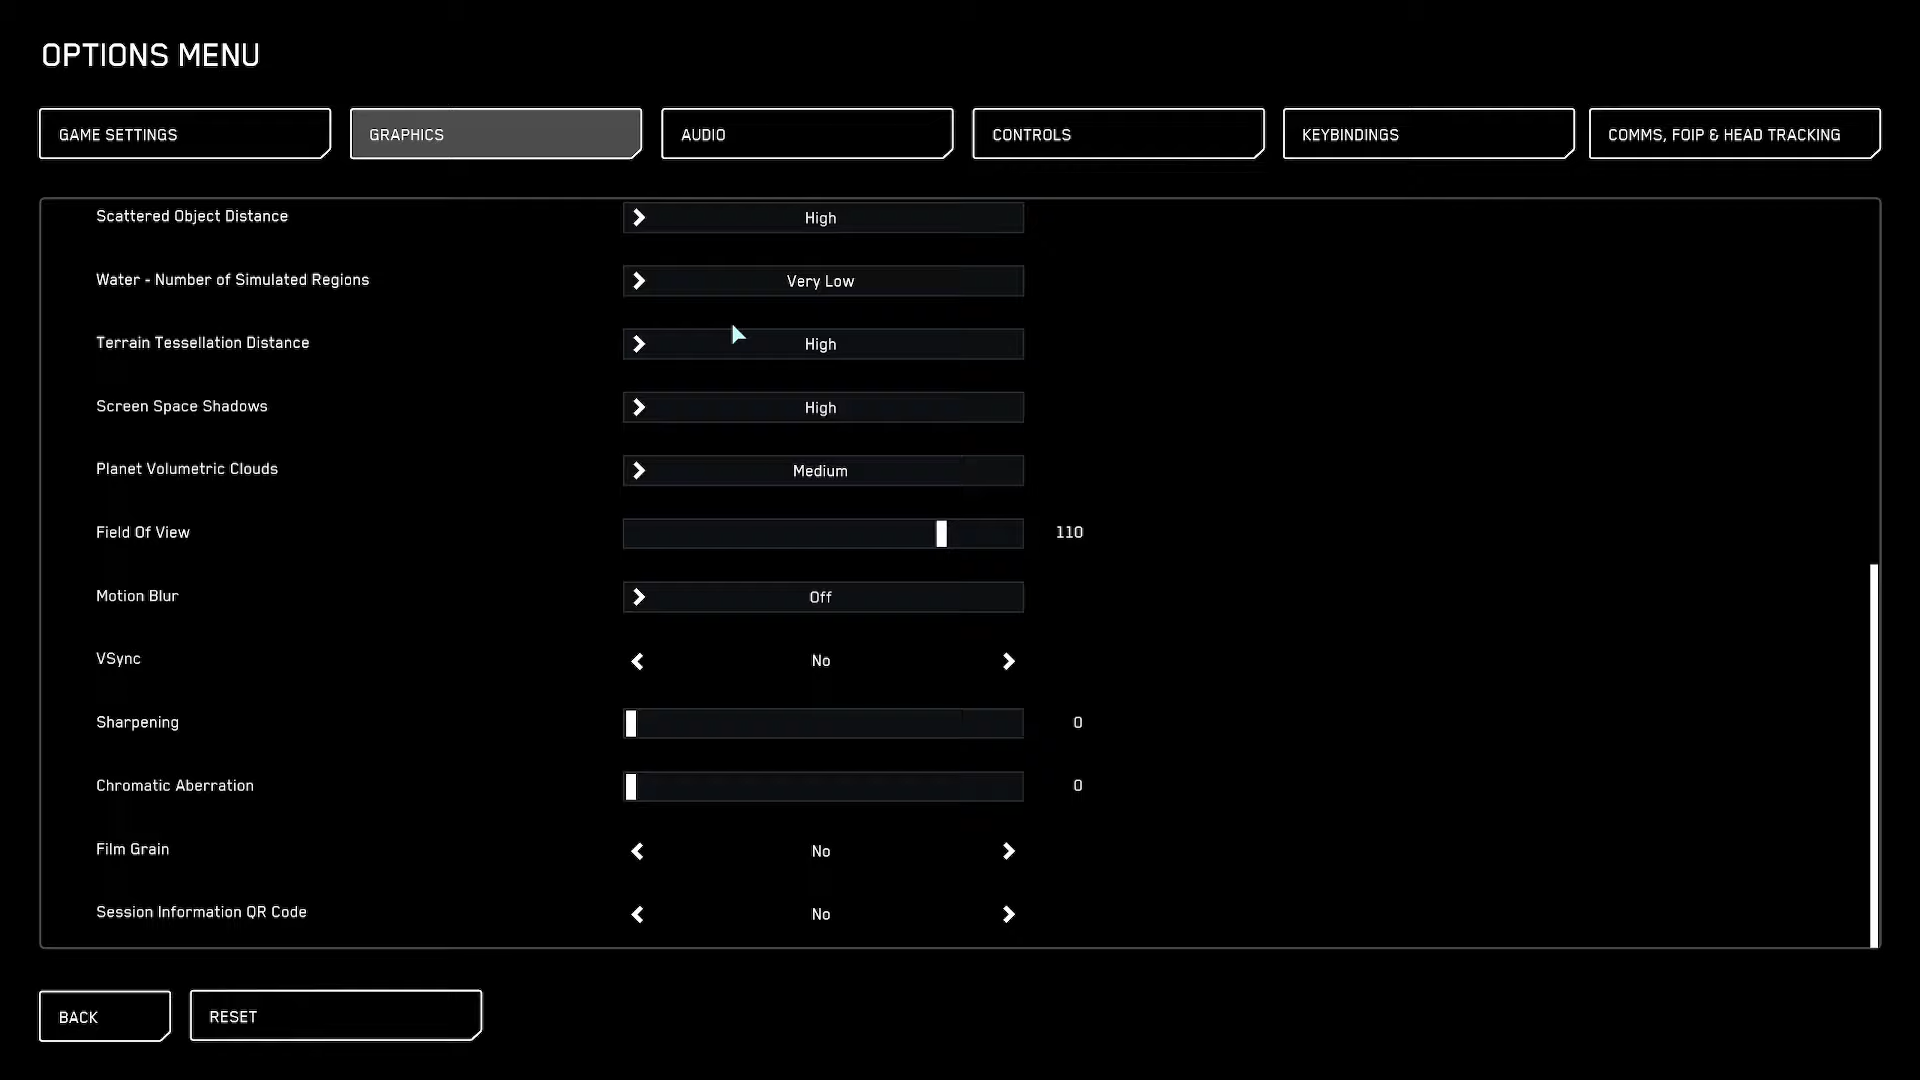 OPTIONS MENU
GAME SETTINGS
GRAPHICS
AUDIO
CONTROLS
KEYBINDINGS
COMMS, FOIP & HEAD TRACKING
Scattered Object Distance High
Water - Number of Simulated Regions Very Low
Terrain Tessellation Distance High
Screen Space Shadows High
Planet Volumetric Clouds Medium
Field Of View 110
Motion Blur Off
VSync No
Sharpening 0
Chromatic Aberration 0
Film Grain No
Session Information QR Code No
BACK
RESET